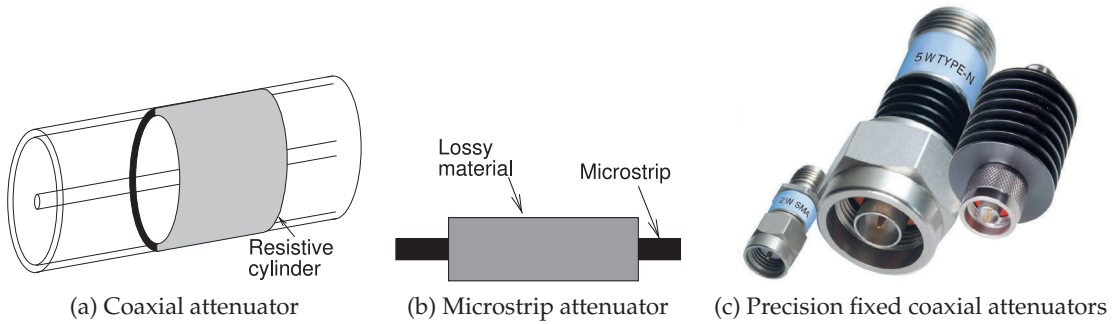 Resistive
cylinder
(a) Coaxial attenuator
Lossy
material
Microstrip
(b) Microstrip attenuator
5 W TYPE-N
2W SMA
(c) Precision fixed coaxial attenuators